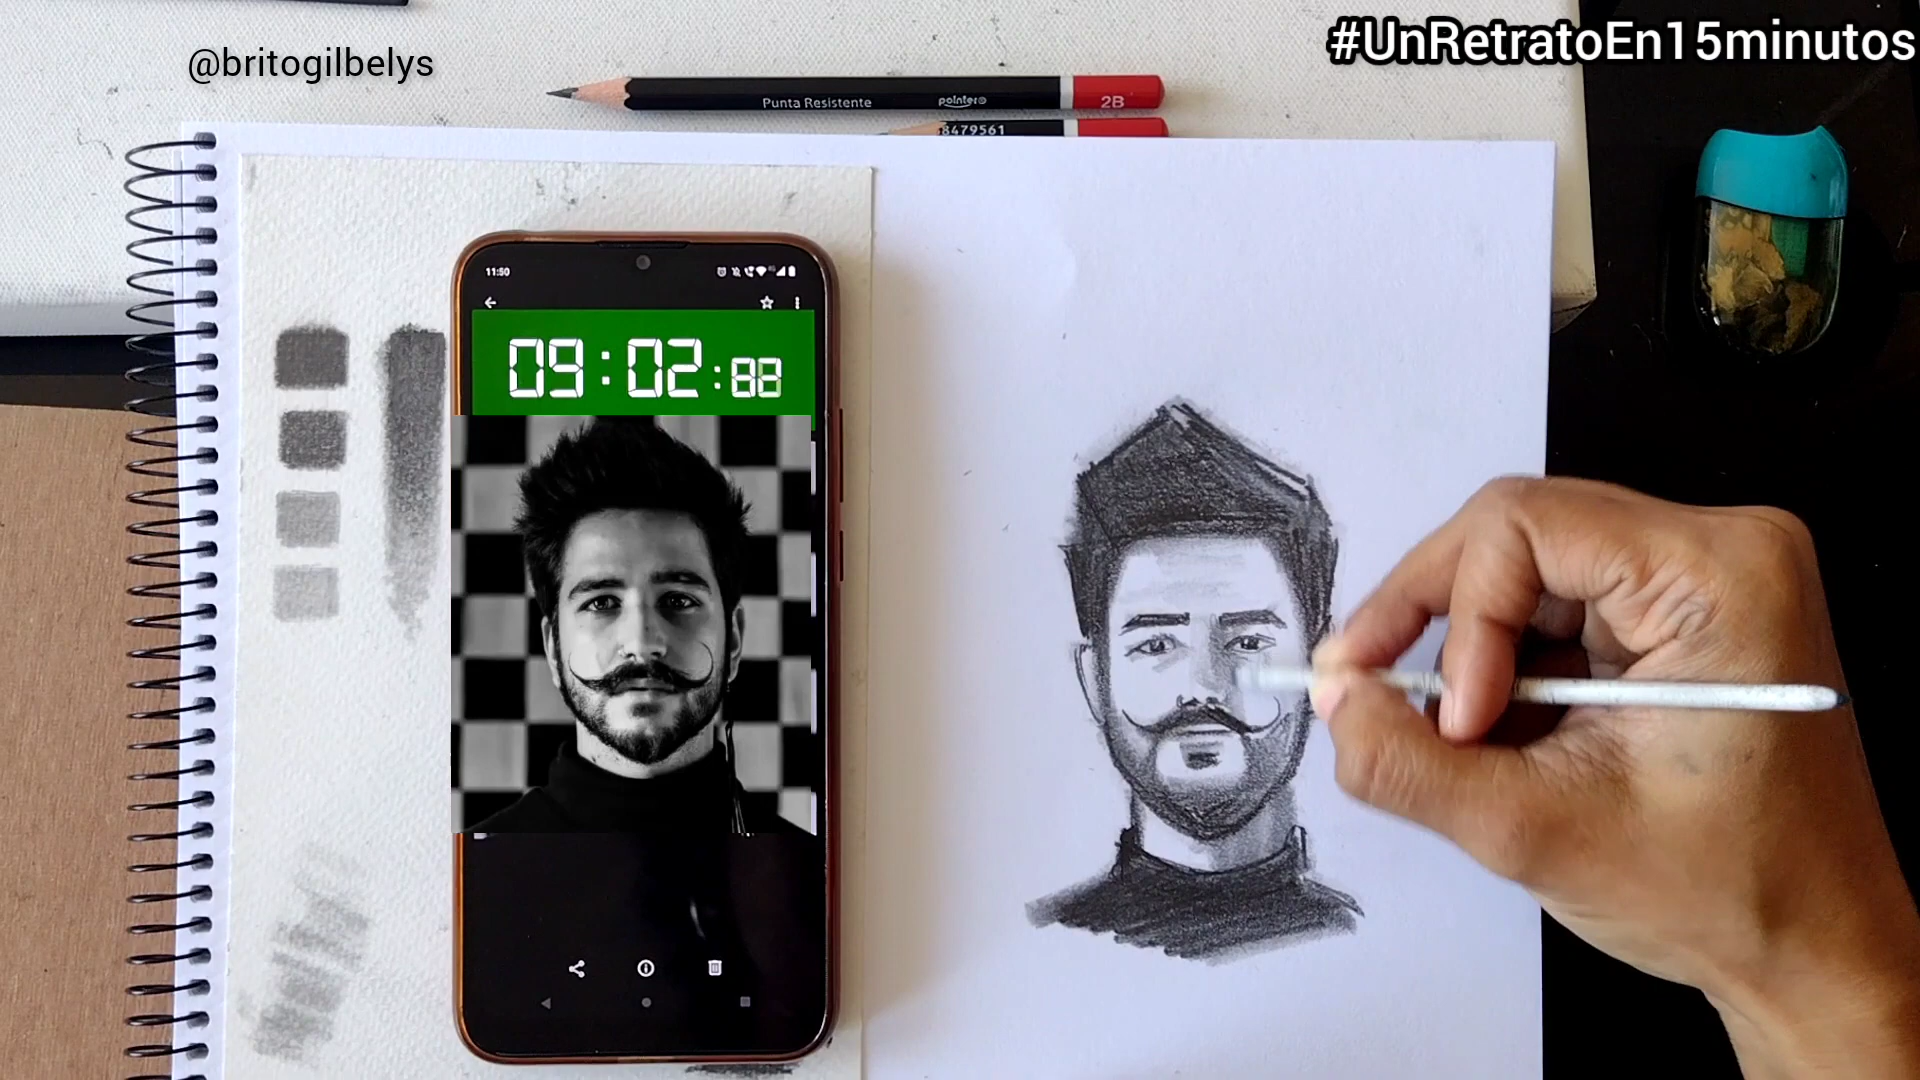 #UnRetratoEn15minutos
@britogilbelys
Punta Resistente pointer 2B
8479561
11:50
09:02:88